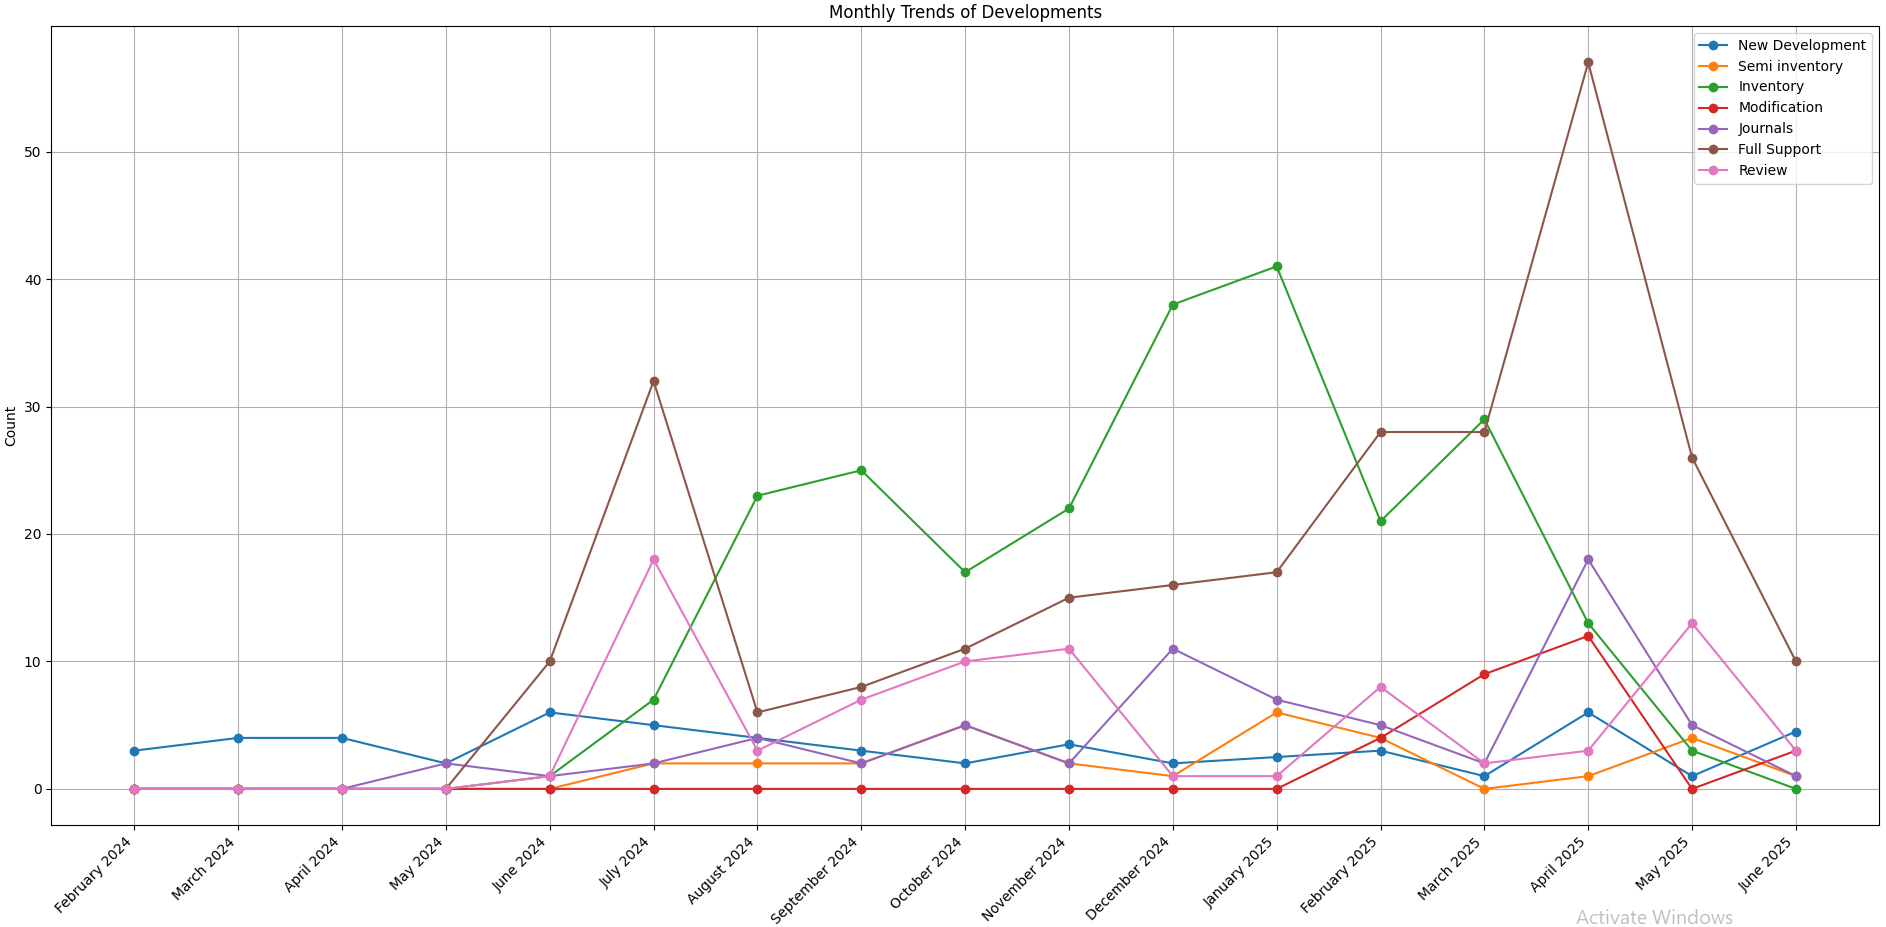 Monthly Trends of Developments
New Development
Semi inventory
Inventory
Modification
Journals
Full Support
Review
50
40
30
20
10
0
Count
February 2024
March 2024
April 2024
May 2024
June 2024
July 2024
August 2024
September 2024
October 2024
November 2024
December 2024
January 2025
February 2025
March 2025
April 2025
May 2025
June 2025
Activate Windows